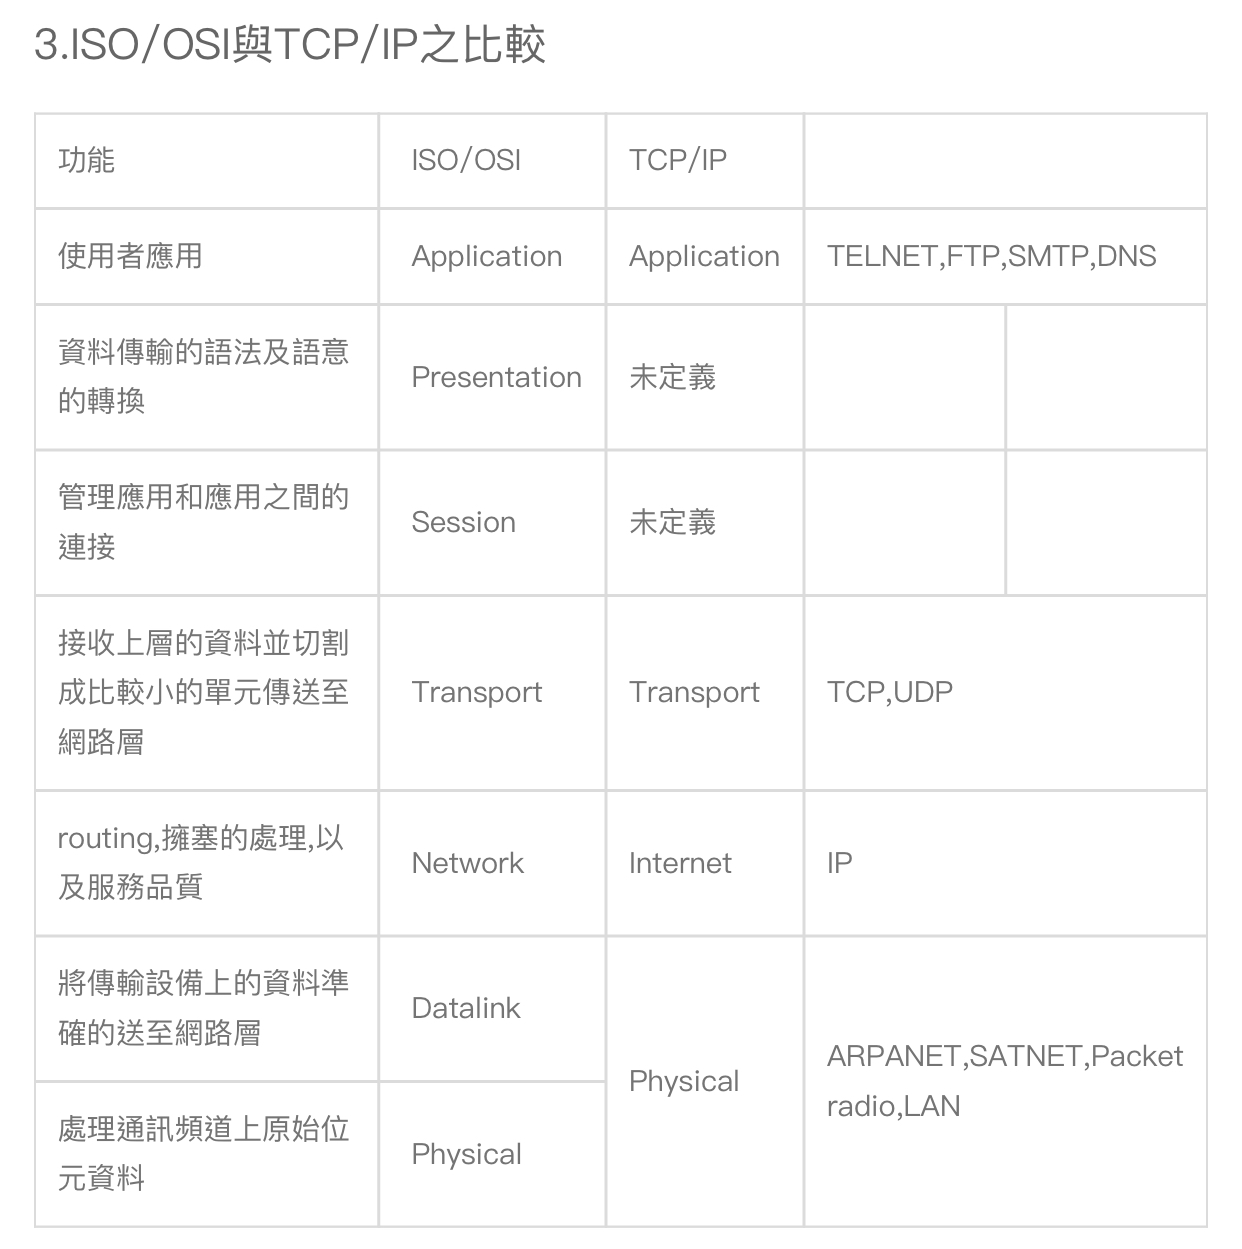 3.ISO/OSI與TCP/IP之比較
功能 ISO/OSI TCP/IP
使用者應用 Application Application TELNET,FTP,SMTP,DNS
資料傳輸的語法及語意
的轉換
Presentation 未定義
管理應用和應用之間的
連接
Session 未定義
接收上層的資料並切割
成比較小的單元傳送至
網路層
Transport Transport TCP,UDP
routing,擁塞的處理,以
及服務品質
Network Internet IP
將傳輸設備上的資料準
確的送至網路層
Datalink
處理通訊頻道上原始位
元資料
Physical
Physical
ARPANET,SATNET,Packet
radio,LAN